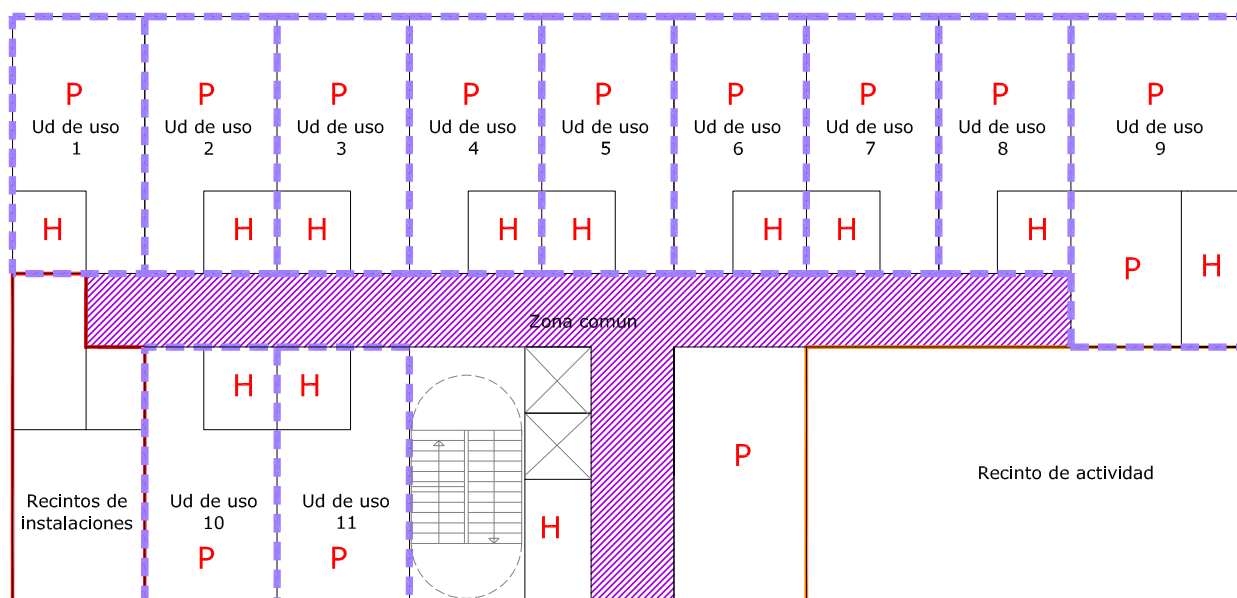 P
Ud de uso
1
P
Ud de uso
2
P
Ud de uso
3
P
Ud de uso
4
P
Ud de uso
5
P
Ud de uso
6
P
Ud de uso
7
P
Ud de uso
8
P
Ud de uso
9
H
H
H
H
H
H
H
H
P
H
Zona común
H
H
P
Recinto de actividad
Recintos de
instalaciones
Ud de uso
10
P
Ud de uso
11
P
H